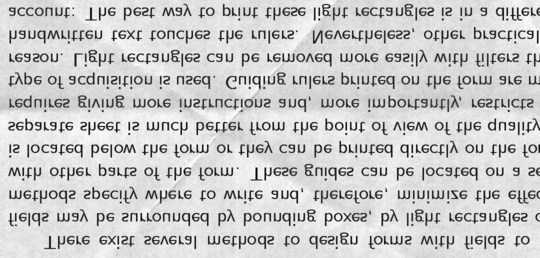 There exist several methods to design forms with fields to
fields may be surrounded by bounding boxes, by light rectangles o
methods specify where to write and, therefore, minimize the effec
with other parts of the form. These guides can be located on a se
is located below the form or they can be printed directly on the for
separate sheet is much better from the point of view of the quality
requires giving more instructions and, more importantly, restricts
type of acquisition is used. Guiding rulers printed on the form are m
reason. Light rectangles can be removed more easily with filters th
handwritten text touches the rulers. Nevertheless, other practical
account: The best way to print these light rectangles is in a differe